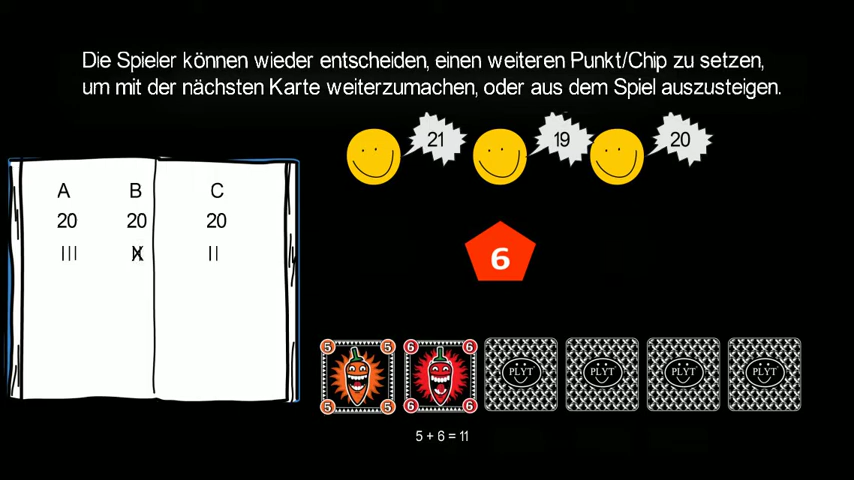 Die Spieler können wieder entscheiden, einen weiteren Punkt/Chip zu setzen,
um mit der nächsten Karte weiterzumachen, oder aus dem Spiel auszusteigen.
21 19 20
A B C
20 20 20
III X II
6
5 5 6 6
PLYT PLYT PLYT PLYT
5 5 6 6
5 + 6 = 11